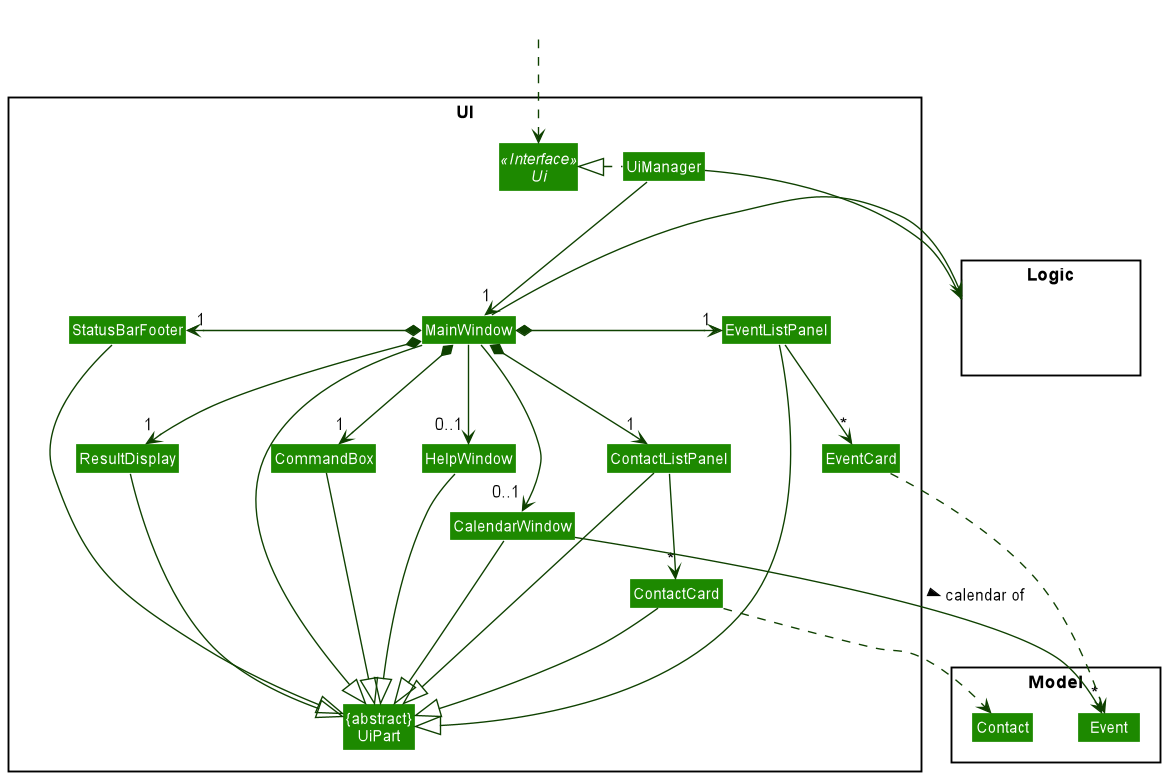 UI
«Interface»
Ui
UiManager
Logic
1
StatusBarFooter
1
MainWindow
1
EventListPanel
1
1
0..1
1
*
ResultDisplay
CommandBox
HelpWindow
ContactListPanel
EventCard
0..1
CalendarWindow
*
ContactCard
calendar of
Model
*
{abstract}
UiPart
Contact
Event